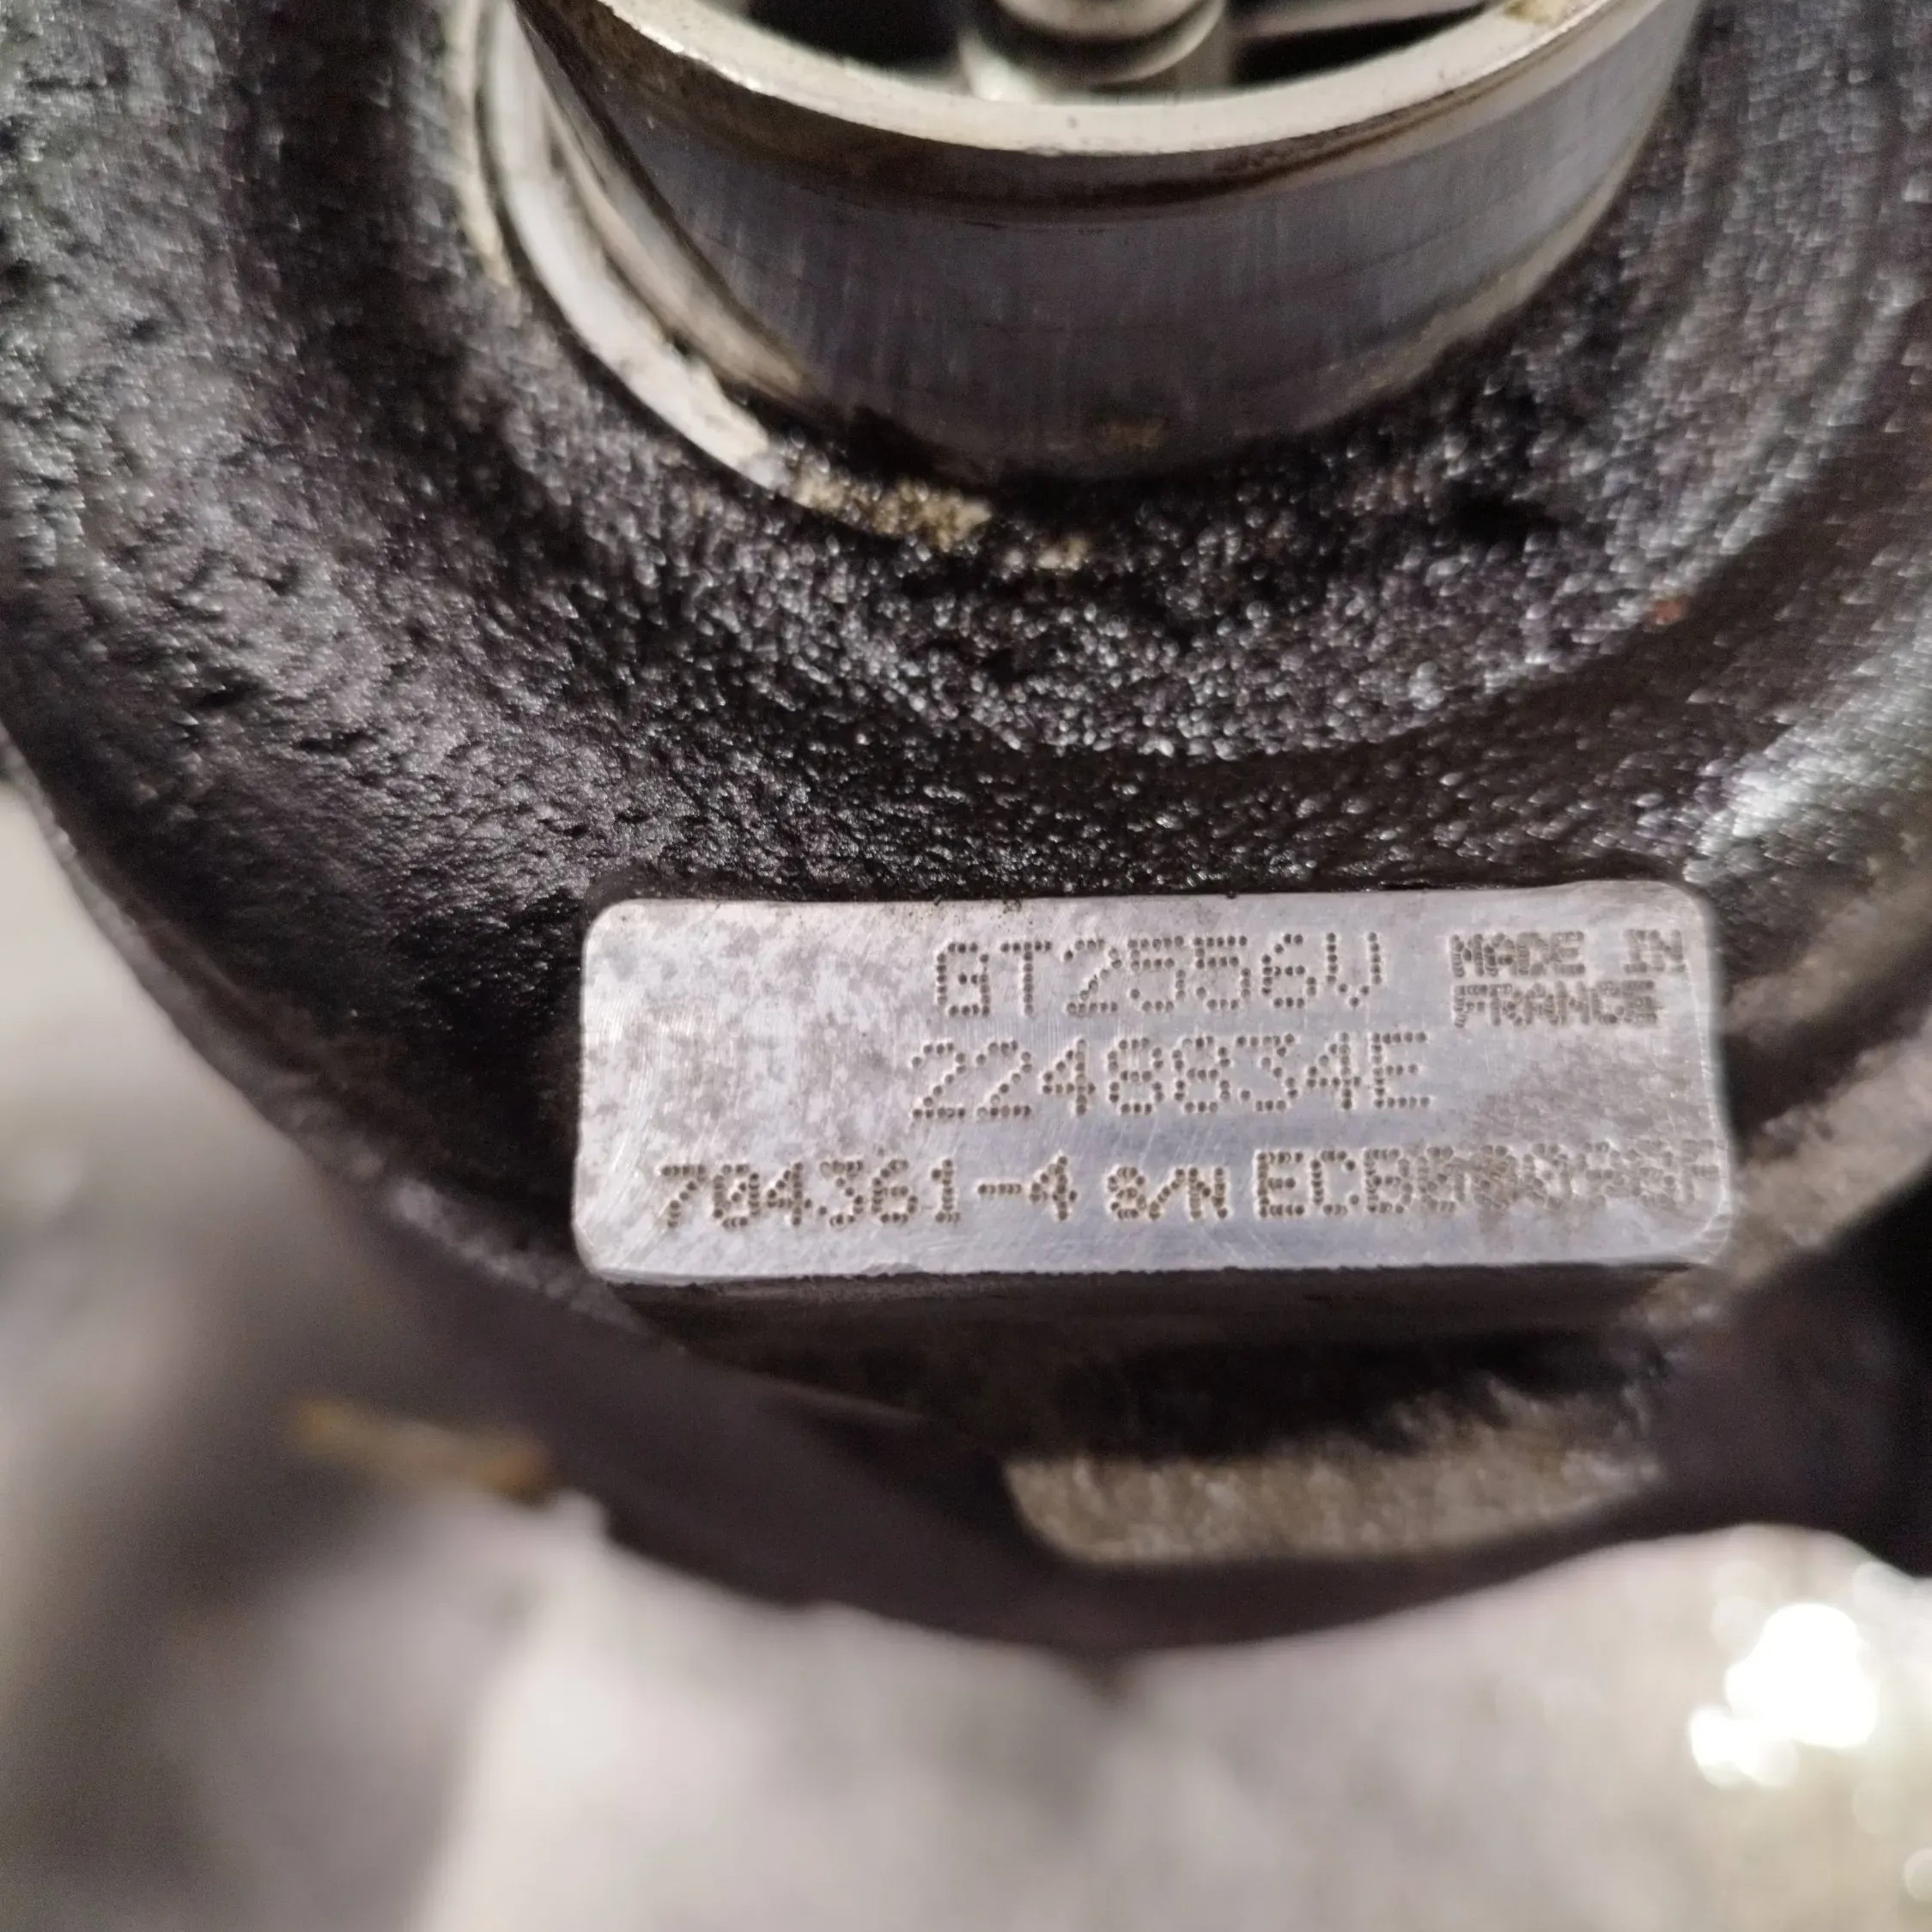 GT2556V
MADE IN
FRANCE
2248834E
704361-4 S/N